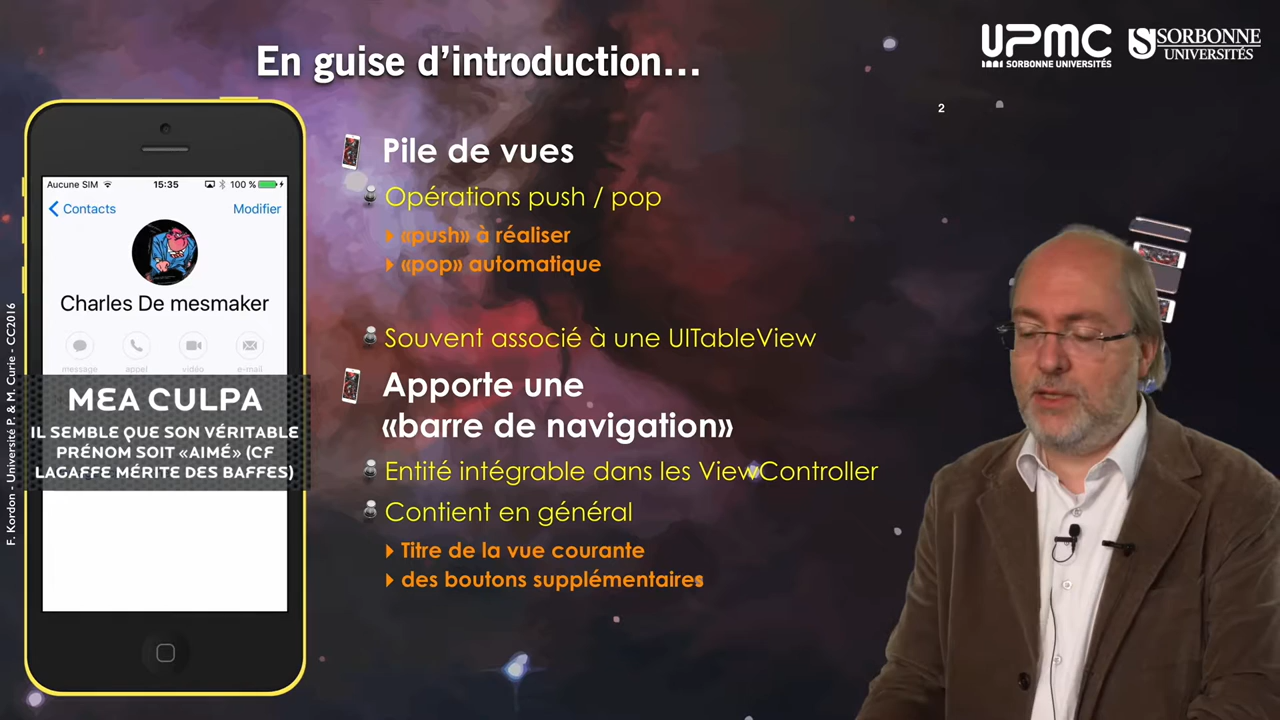 En guise d’introduction...
UPMC
SORBONNE UNIVERSITÉS
SORBONNE
UNIVERSITÉS
2
Aucune SIM
15:35
100 %
Contacts
Modifier
Charles De mesmaker
message
appel
vidéo
e-mail
MEA CULPA
IL SEMBLE QUE SON VÉRITABLE
PRÉNOM SOIT «AIMÉ» (CF
LAGAFFE MÉRITE DES BAFFES)
F. Kordon - Université P. & M. Curie - CC2016
Pile de vues
Opérations push / pop
«push» à réaliser
«pop» automatique
Souvent associé à une UITableView
Apporte une
«barre de navigation»
Entité intégrable dans les ViewController
Contient en général
Titre de la vue courante
des boutons supplémentaires